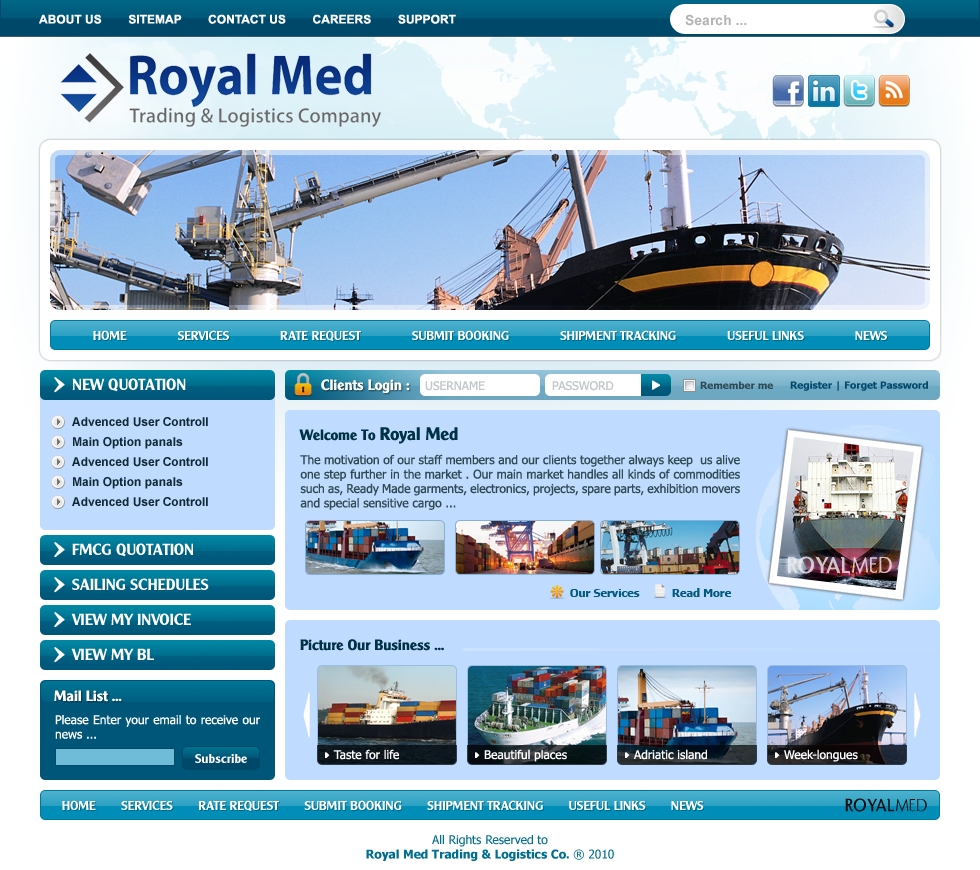 ABOUT US SITEMAP CONTACT US CAREERS SUPPORT Search ...
Royal Med
Trading & Logistics Company
f in t
HOME SERVICES RATE REQUEST SUBMIT BOOKING SHIPMENT TRACKING USEFUL LINKS NEWS
NEW QUOTATION
Advanced User Controll
Main Option panals
Advanced User Controll
Main Option panals
Advanced User Controll
FMCG QUOTATION
SAILING SCHEDULES
VIEW MY INVOICE
VIEW MY BL
Mail List ...
Please Enter your email to receive our
news ...
Subscribe
Clients Login : USERNAME PASSWORD Remember me Register | Forget Password
Welcome To Royal Med
The motivation of our staff members and our clients together always keep us alive
one step further in the market . Our main market handles all kinds of commodities
such as, Ready Made garments, electronics, projects, spare parts, exhibition movers
and special sensitive cargo ...
ROYALMED
Our Services Read More
Picture Our Business ...
Taste for life Beautiful places Adriatic island Week-longues
HOME SERVICES RATE REQUEST SUBMIT BOOKING SHIPMENT TRACKING USEFUL LINKS NEWS ROYALMED
All Rights Reserved to
Royal Med Trading & Logistics Co. ® 2010